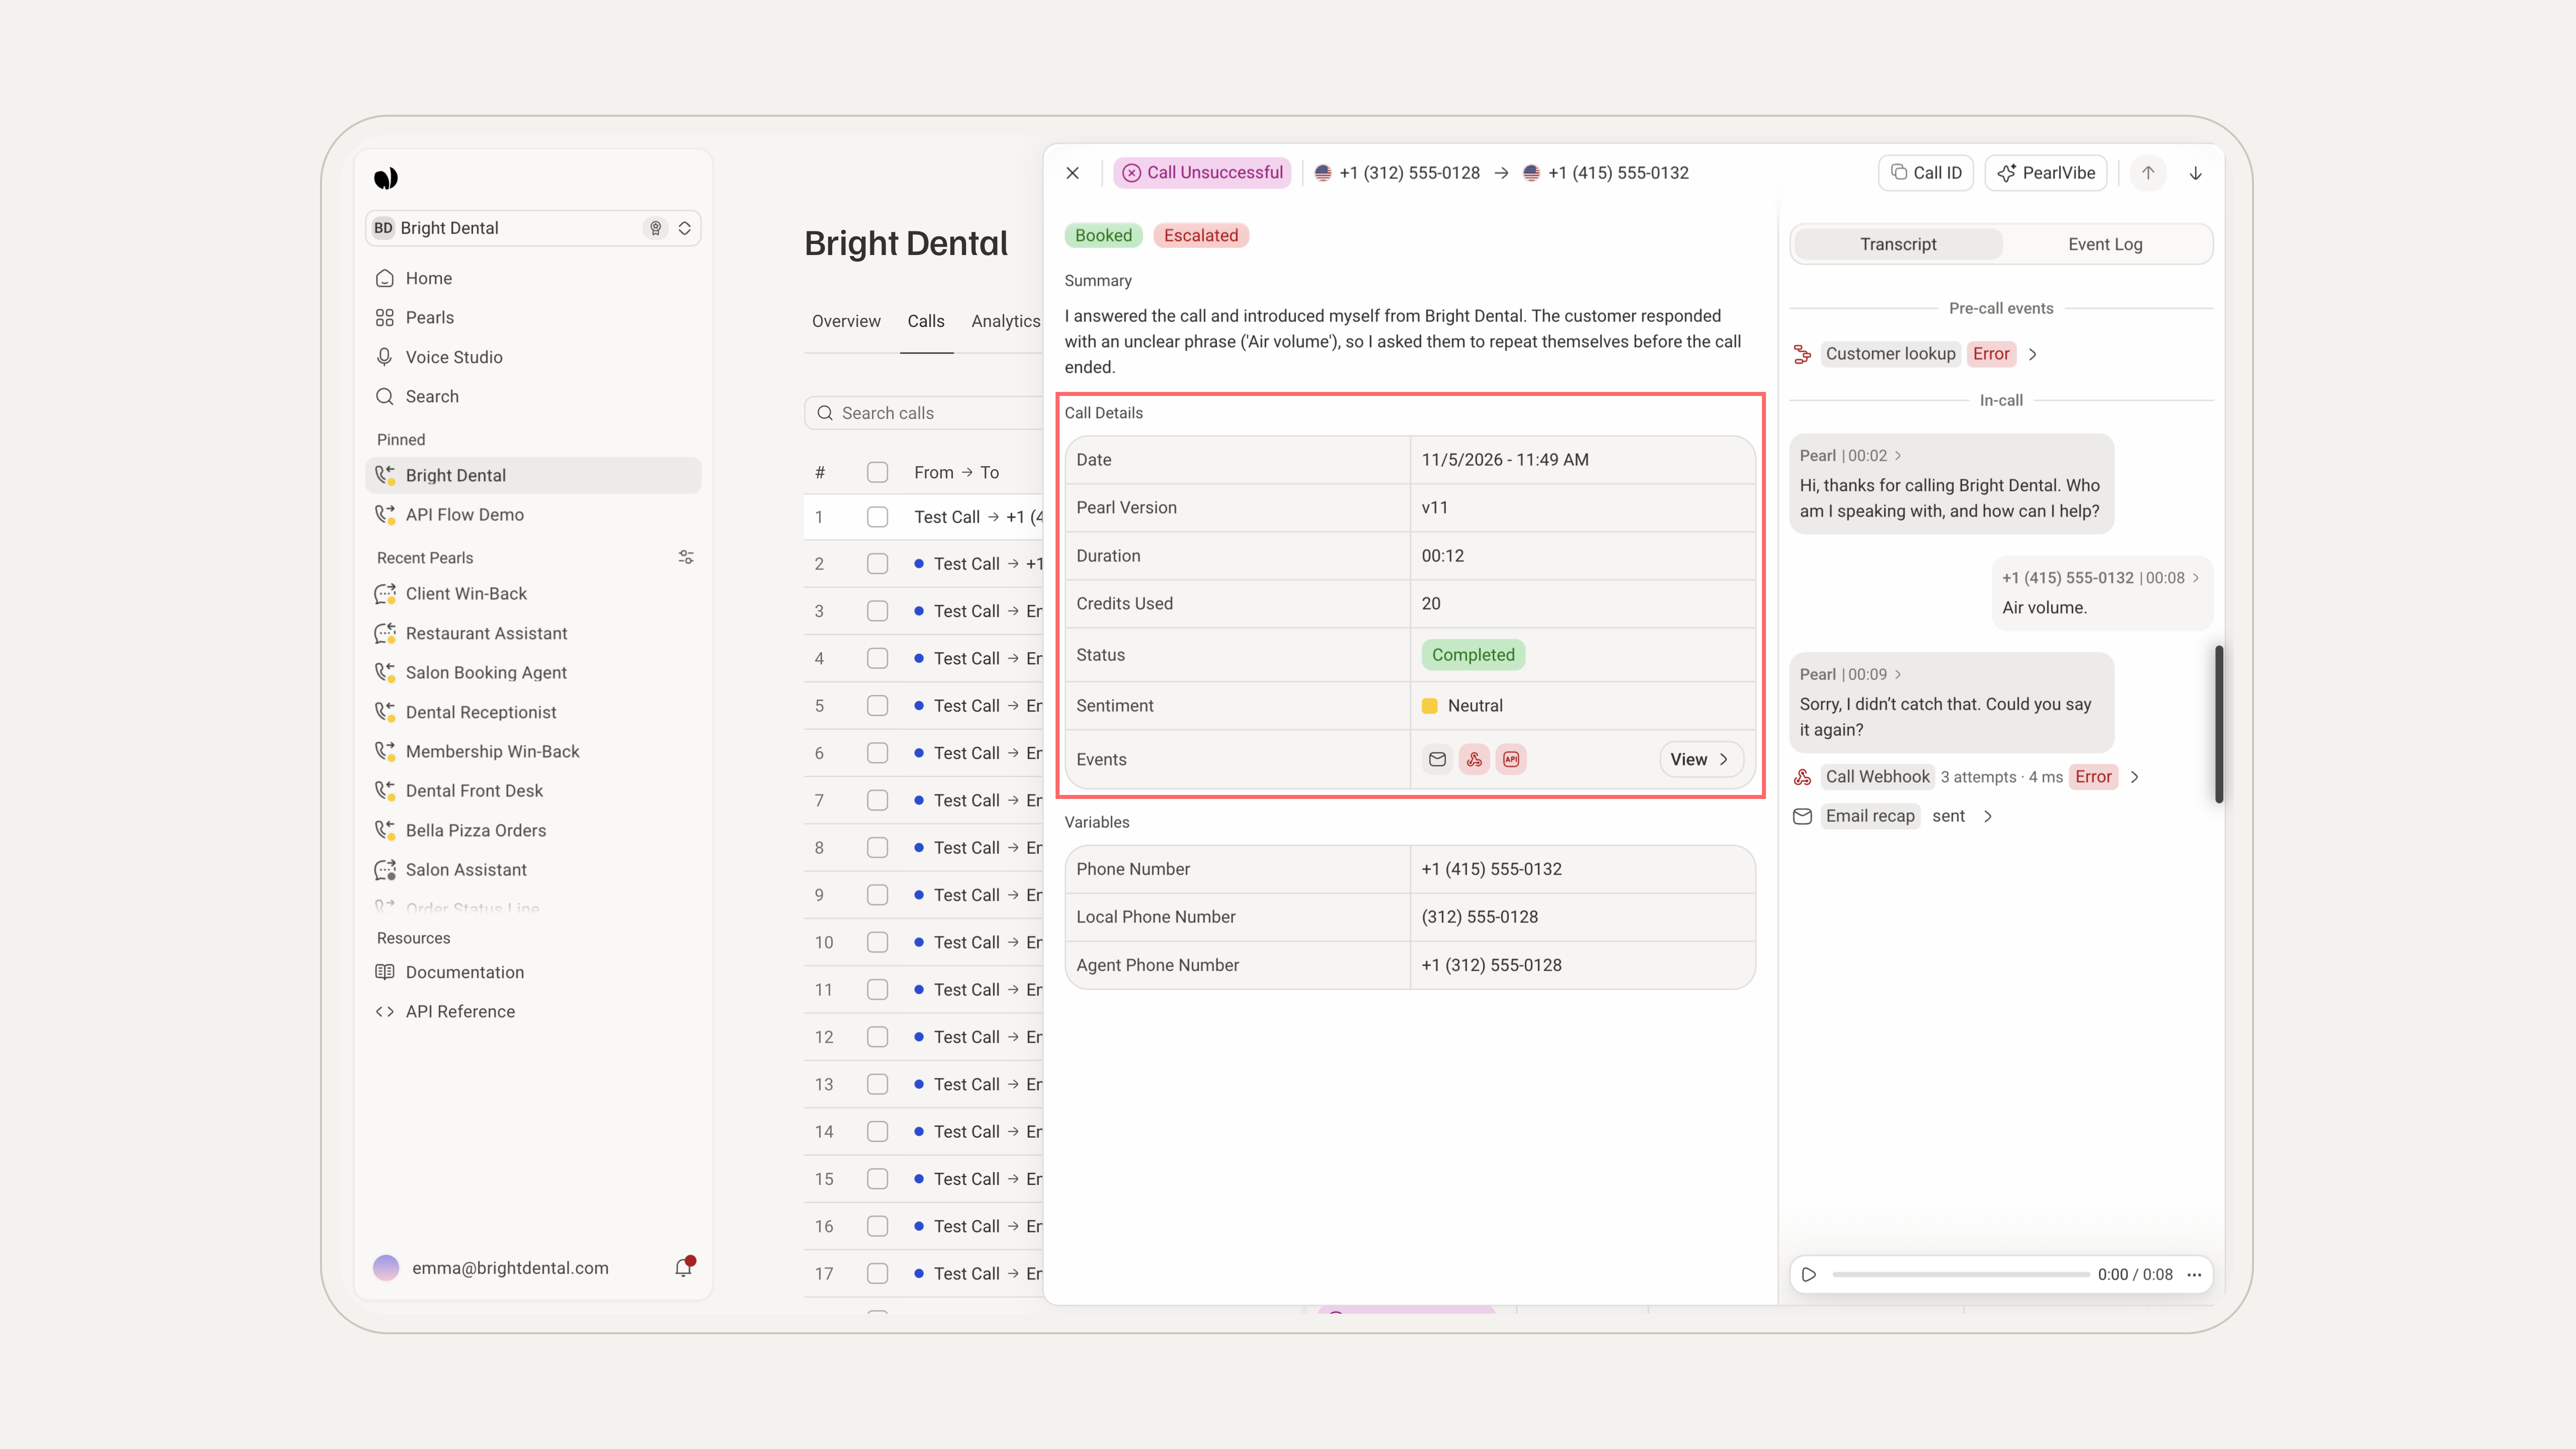 BD Bright Dental
Home
Pearls
Voice Studio
Search
Pinned
Bright Dental
API Flow Demo
Recent Pearls
Client Win-Back
Restaurant Assistant
Salon Booking Agent
Dental Receptionist
Membership Win-Back
Dental Front Desk
Bella Pizza Orders
Salon Assistant
Order Status Line
Resources
Documentation
API Reference
emma@brightdental.com
Bright Dental
Overview Calls Analytics
Search calls
# From → To
1 Test Call → +1 (4
2 Test Call → +1
3 Test Call → Er
4 Test Call → Er
5 Test Call → Er
6 Test Call → Er
7 Test Call → Er
8 Test Call → Er
9 Test Call → Er
10 Test Call → Er
11 Test Call → Er
12 Test Call → Er
13 Test Call → Er
14 Test Call → Er
15 Test Call → Er
16 Test Call → Er
17 Test Call → Er
Call Unsuccessful +1 (312) 555-0128 → +1 (415) 555-0132
Call ID PearlVibe
Booked Escalated
Summary
I answered the call and introduced myself from Bright Dental. The customer responded
with an unclear phrase ('Air volume'), so I asked them to repeat themselves before the call
ended.
Call Details
Date 11/5/2026 - 11:49 AM
Pearl Version v11
Duration 00:12
Credits Used 20
Status Completed
Sentiment Neutral
Events API View
Variables
Phone Number +1 (415) 555-0132
Local Phone Number (312) 555-0128
Agent Phone Number +1 (312) 555-0128
Transcript Event Log
Pre-call events
Customer lookup Error
In-call
Pearl | 00:02
Hi, thanks for calling Bright Dental. Who
am I speaking with, and how can I help?
+1 (415) 555-0132 | 00:08
Air volume.
Pearl | 00:09
Sorry, I didn’t catch that. Could you say
it again?
Call Webhook 3 attempts · 4 ms Error
Email recap sent
0:00 / 0:08